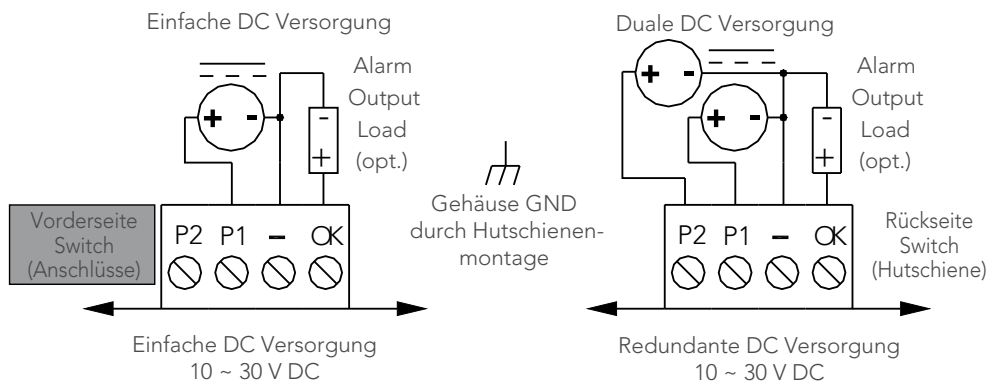 Einfache DC Versorgung
+ -
Alarm
Output
Load
(opt.)
-
+
Vorderseite
Switch
(Anschlüsse)
P2 P1 – OK
Einfache DC Versorgung
10 ~ 30 V DC
Gehäuse GND
durch Hutschienen-
montage
Duale DC Versorgung
+ -
+ -
Alarm
Output
Load
(opt.)
-
+
P2 P1 – OK
Rückseite
Switch
(Hutschiene)
Redundante DC Versorgung
10 ~ 30 V DC